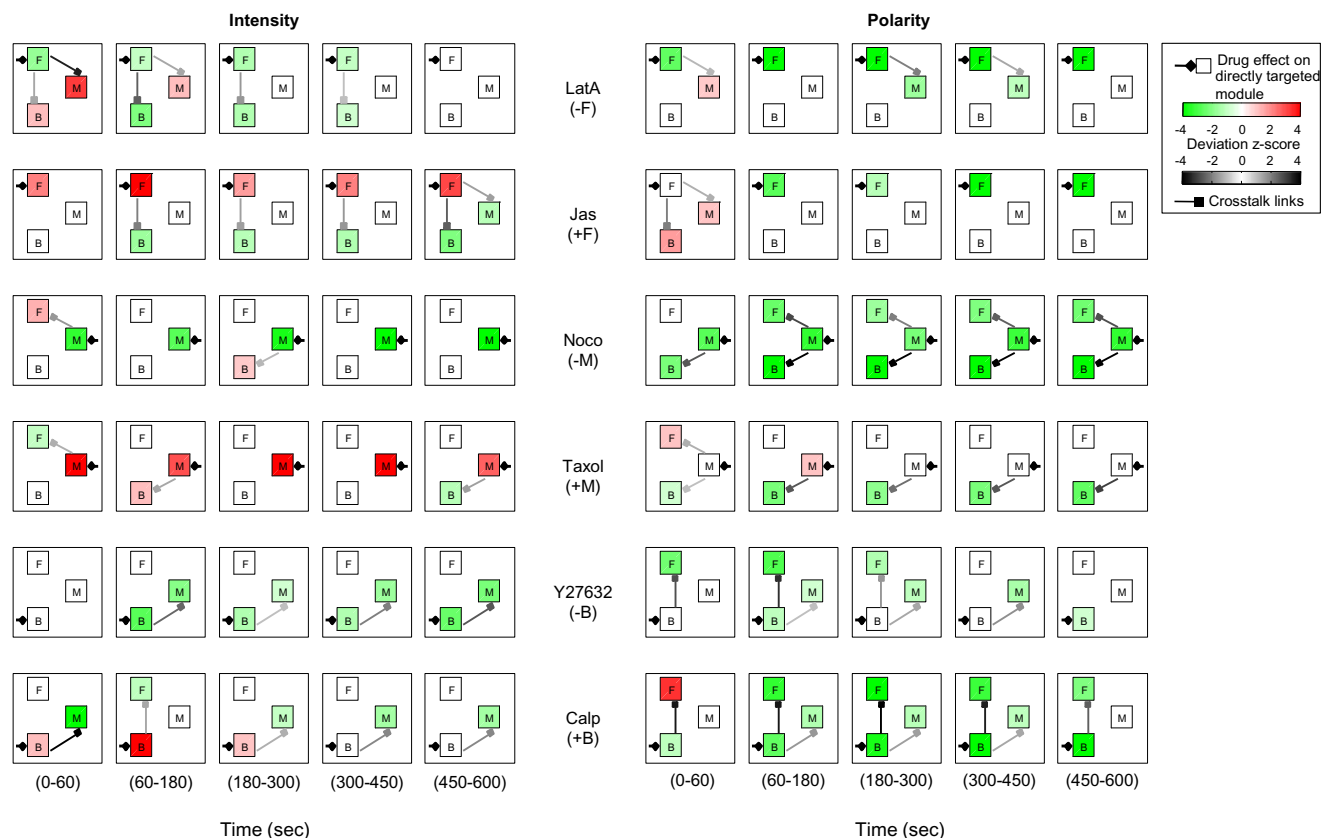 Intensity Polarity
F F F F F F F F F F
M M M M M LatA M M M M M
(-F)
B B B B B B B B B B
F F F F F F F F F F
M M M M M Jas M M M M M
(+F)
B B B B B B B B B B
F F F F F F F F F F
M M M M M Noco M M M M M
(-M)
B B B B B B B B B B
F F F F F F F F F F
M M M M M Taxol M M M M M
(+M)
B B B B B B B B B B
F F F F F F F F F F
M M M M M Y27632 M M M M M
(-B)
B B B B B B B B B B
F F F F F F F F F F
M M M M M Calp M M M M M
(+B)
B B B B B B B B B B
(0-60) (60-180) (180-300) (300-450) (450-600) (0-60) (60-180) (180-300) (300-450) (450-600)
Time (sec) Time (sec)
Drug effect on
directly targeted
module
-4 -2 0 2 4
Deviation z-score
-4 -2 0 2 4
Crosstalk links